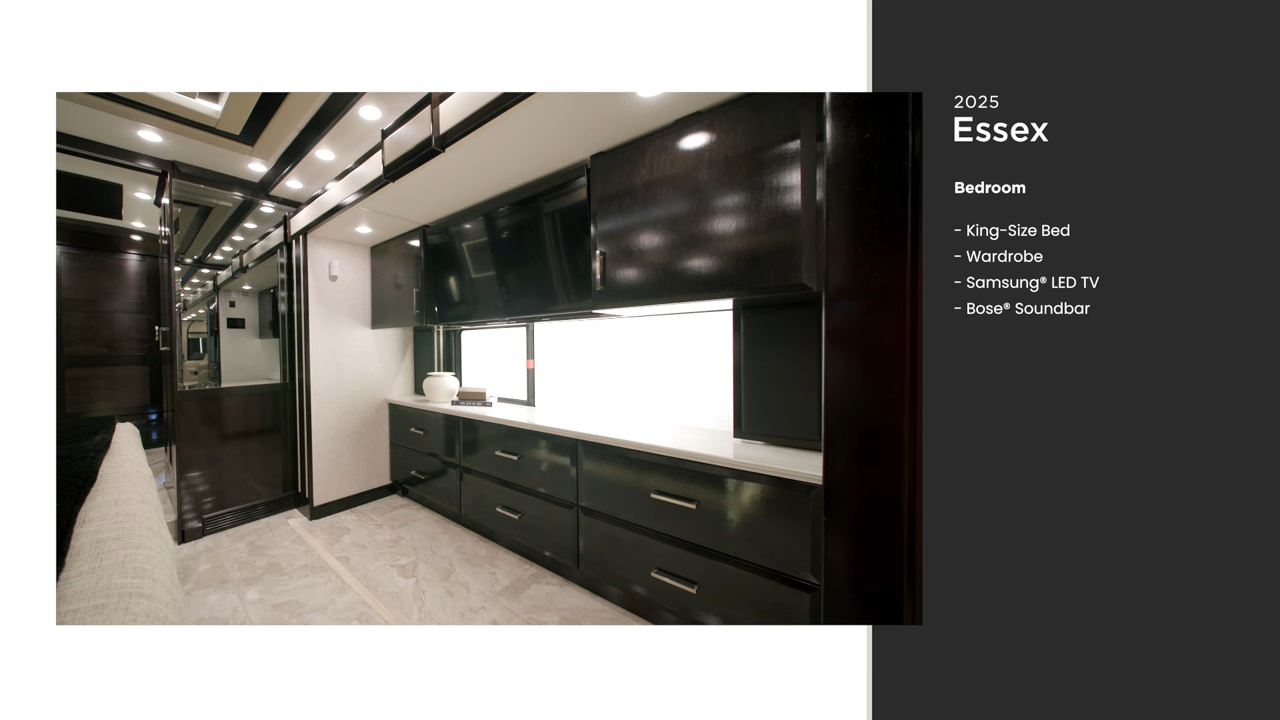 2025
Essex
Bedroom
- King-Size Bed
- Wardrobe
- Samsung® LED TV
- Bose® Soundbar